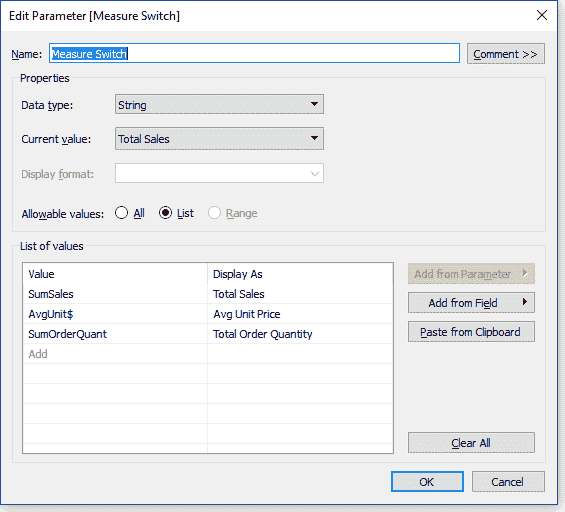 Edit Parameter [Measure Switch]
Name: Measure Switch Comment >>
Properties
Data type: String
Current value: Total Sales
Display format:
Allowable values: All List Range
List of values
Value Display As Add from Parameter
SumSales Total Sales
AvgUnit$ Avg Unit Price Add from Field
SumOrderQuant Total Order Quantity Paste from Clipboard
Add
Clear All
OK Cancel